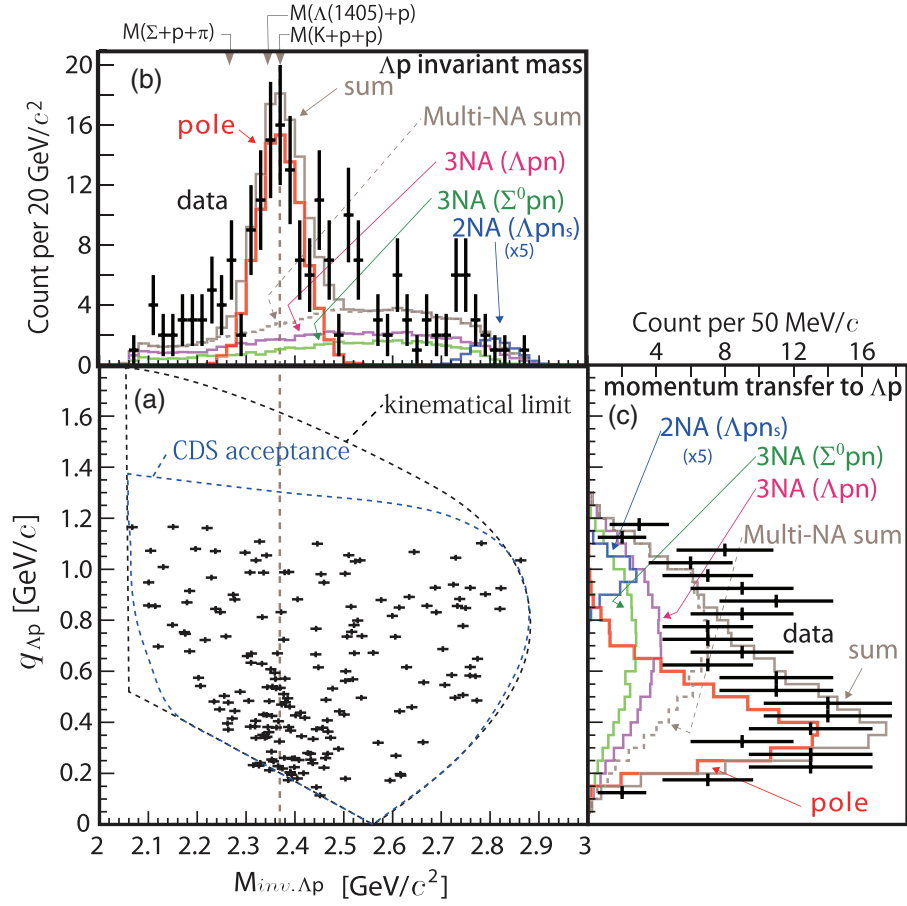 M(Λ(1405)+p)
M(Σ+p+π)
M(K+p+p)
(b)
Λp invariant mass
sum
pole
Multi-NA sum
3NA (Λpn)
data
3NA (Σ⁰pn)
2NA (Λpnₛ)
(x5)
Count per 20 GeV/c²
20
16
12
8
4
0
Count per 50 MeV/c
4 8 12 16
(a)
kinematical limit
CDS acceptance
q Λp [GeV/c]
1.6
1.4
1.2
1.0
0.8
0.6
0.4
0.2
0
2 2.1 2.2 2.3 2.4 2.5 2.6 2.7 2.8 2.9 3
M inv.Λp [GeV/c²]
momentum transfer to Λp
(c)
2NA (Λpnₛ)
(x5)
3NA (Σ⁰pn)
3NA (Λpn)
Multi-NA sum
data
sum
pole